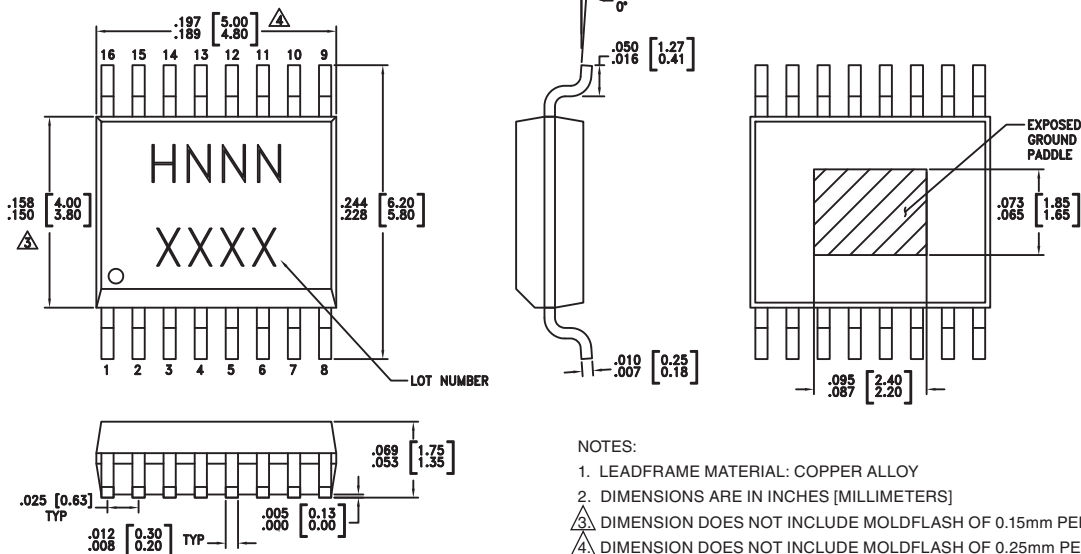 .197 [5.00] 4
.189 [4.80]
16 15 14 13 12 11 10 9
HNNN
XXXX
.158 [4.00]
.150 [3.80]
3
.244 [6.20]
.228 [5.80]
1 2 3 4 5 6 7 8
LOT NUMBER
0°
.050 [1.27]
.016 [0.41]
.010 [0.25]
.007 [0.18]
EXPOSED
GROUND
PADDLE
.073 [1.85]
.065 [1.65]
.095 [2.40]
.087 [2.20]
.069 [1.75]
.053 [1.35]
.025 [0.63]
TYP
.012 [0.30]
.008 [0.20] TYP
.005 [0.13]
.000 [0.00]
NOTES:
1. LEADFRAME MATERIAL: COPPER ALLOY
2. DIMENSIONS ARE IN INCHES [MILLIMETERS]
3. DIMENSION DOES NOT INCLUDE MOLDFLASH OF 0.15mm
4. DIMENSION DOES NOT INCLUDE MOLDFLASH OF 0.25mm